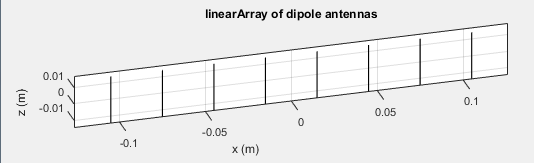 linearArray of dipole antennas
0.01
0
-0.01
z (m)
-0.1
-0.05
0
0.05
0.1
x (m)